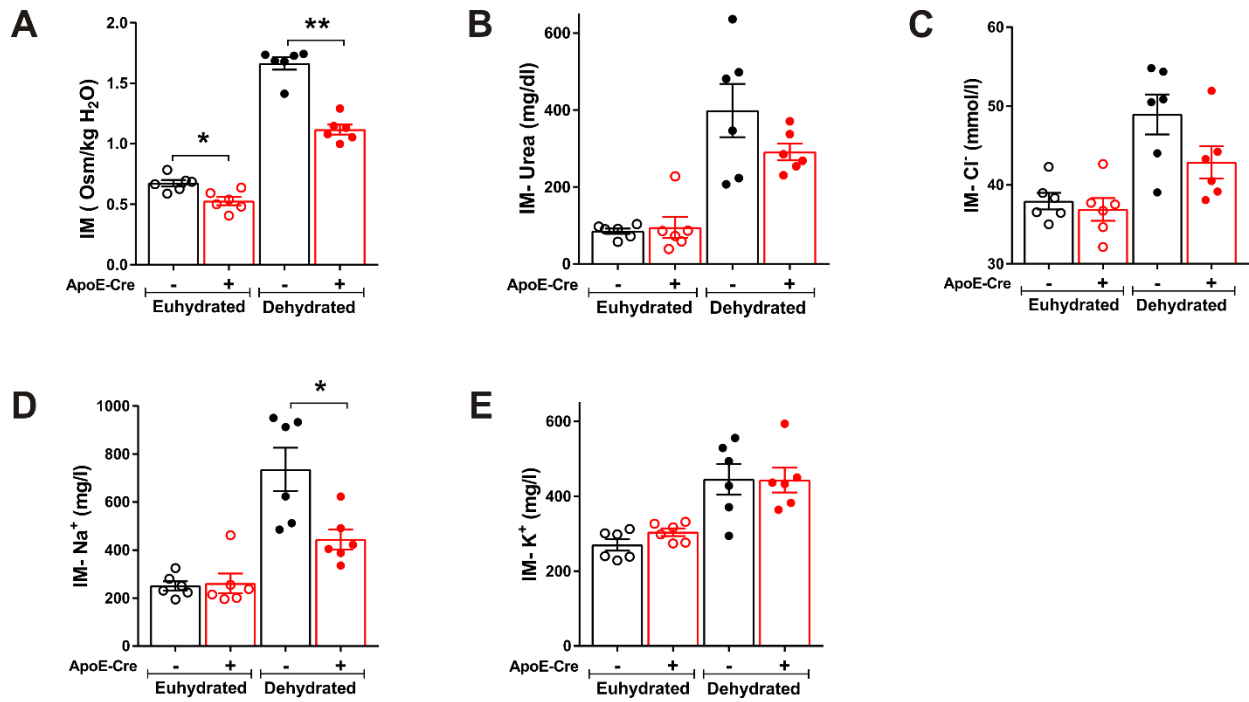 A
IM ( Osm/kg H₂O)
2.0
1.5
1.0
0.5
0.0
*
**
ApoE-Cre - + - +
Euhydrated Dehydrated
B
IM- Urea (mg/dl)
600
400
200
0
ApoE-Cre - + - +
Euhydrated Dehydrated
C
IM- Cl⁻ (mmol/l)
60
50
40
30
ApoE-Cre - + - +
Euhydrated Dehydrated
D
IM- Na⁺ (mg/l)
1000
800
600
400
200
0
*
ApoE-Cre - + - +
Euhydrated Dehydrated
E
IM- K⁺ (mg/l)
600
400
200
0
ApoE-Cre - + - +
Euhydrated Dehydrated